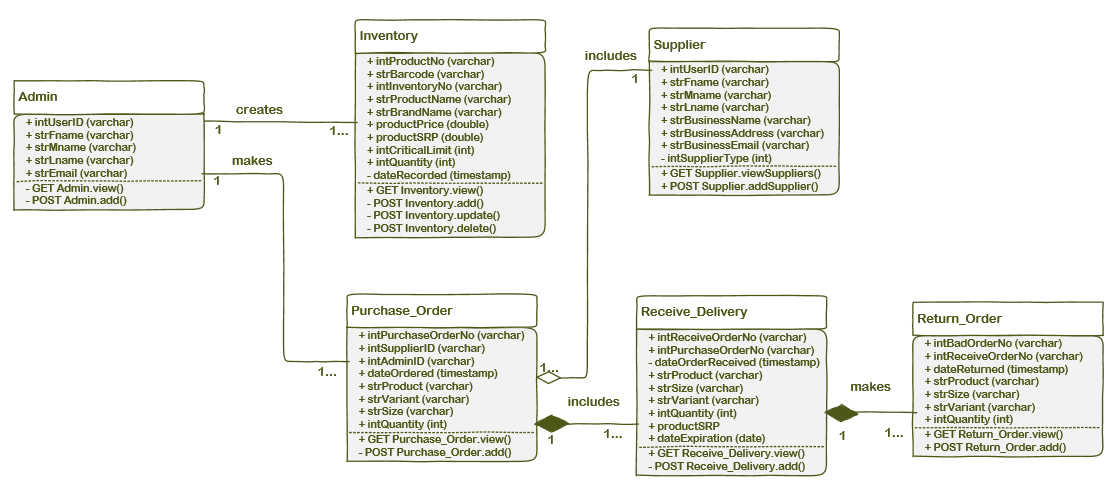 Admin
+ intUserID (varchar)
+ strFname (varchar)
+ strMname (varchar)
+ strLname (varchar)
+ strEmail (varchar)
- GET Admin.view()
- POST Admin.add()
creates
1
1...
makes
1
1...
Inventory
+ intProductNo (varchar)
+ strBarcode (varchar)
+ intInventoryNo (varchar)
+ strProductName (varchar)
+ strBrandName (varchar)
+ productPrice (double)
+ productSRP (double)
+ intCriticalLimit (int)
+ intQuantity (int)
- dateRecorded (timestamp)
+ GET Inventory.view()
- POST Inventory.add()
- POST Inventory.update()
- POST Inventory.delete()
includes
1
1...
Supplier
+ intUserID (varchar)
+ strFname (varchar)
+ strMname (varchar)
+ strLname (varchar)
+ strBusinessName (varchar)
+ strBusinessAddress (varchar)
+ strBusinessEmail (varchar)
- intSupplierType (int)
+ GET Supplier.viewSuppliers()
+ POST Supplier.addSupplier()
Purchase_Order
+ intPurchaseOrderNo (varchar)
+ intSupplierID (varchar)
+ intAdminID (varchar)
+ dateOrdered (timestamp)
+ strProduct (varchar)
+ strVariant (varchar)
+ strSize (varchar)
+ intQuantity (int)
+ GET Purchase_Order.view()
- POST Purchase_Order.add()
includes
1
1...
Receive_Delivery
+ intReceiveOrderNo (varchar)
+ intPurchaseOrderNo (varchar)
- dateOrderReceived (timestamp)
+ strProduct (varchar)
+ strSize (varchar)
+ strVariant (varchar)
+ intQuantity (int)
+ productSRP
+ dateExpiration (date)
+ GET Receive_Delivery.view()
- POST Receive_Delivery.add()
makes
1
1...
Return_Order
+ intBadOrderNo (varchar)
+ intReceiveOrderNo (varchar)
+ dateReturned (timestamp)
+ strProduct (varchar)
+ strSize (varchar)
+ strVariant (varchar)
+ intQuantity (int)
+ GET Return_Order.view()
+ POST Return_Order.add()